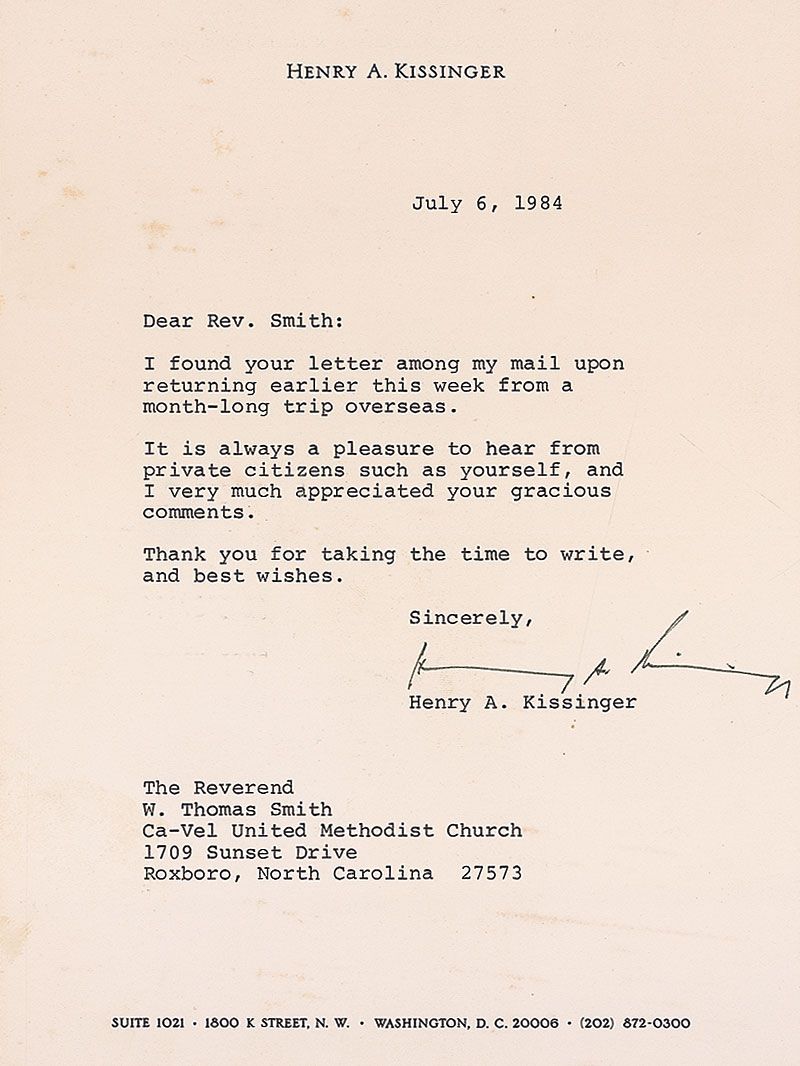 HENRY A. KISSINGER
July 6, 1984
Dear Rev. Smith:
I found your letter among my mail upon
returning earlier this week from a
month-long trip overseas.
It is always a pleasure to hear from
private citizens such as yourself, and
I very much appreciated your gracious
comments.
Thank you for taking the time to write,
and best wishes.
Sincerely,
Henry A. Kissinger
Henry A. Kissinger
The Reverend
W. Thomas Smith
Ca-Vel United Methodist Church
1709 Sunset Drive
Roxboro, North Carolina  27573
SUITE 1021 · 1800 K STREET, N. W. · WASHINGTON, D. C. 20006 · (202) 872-0300